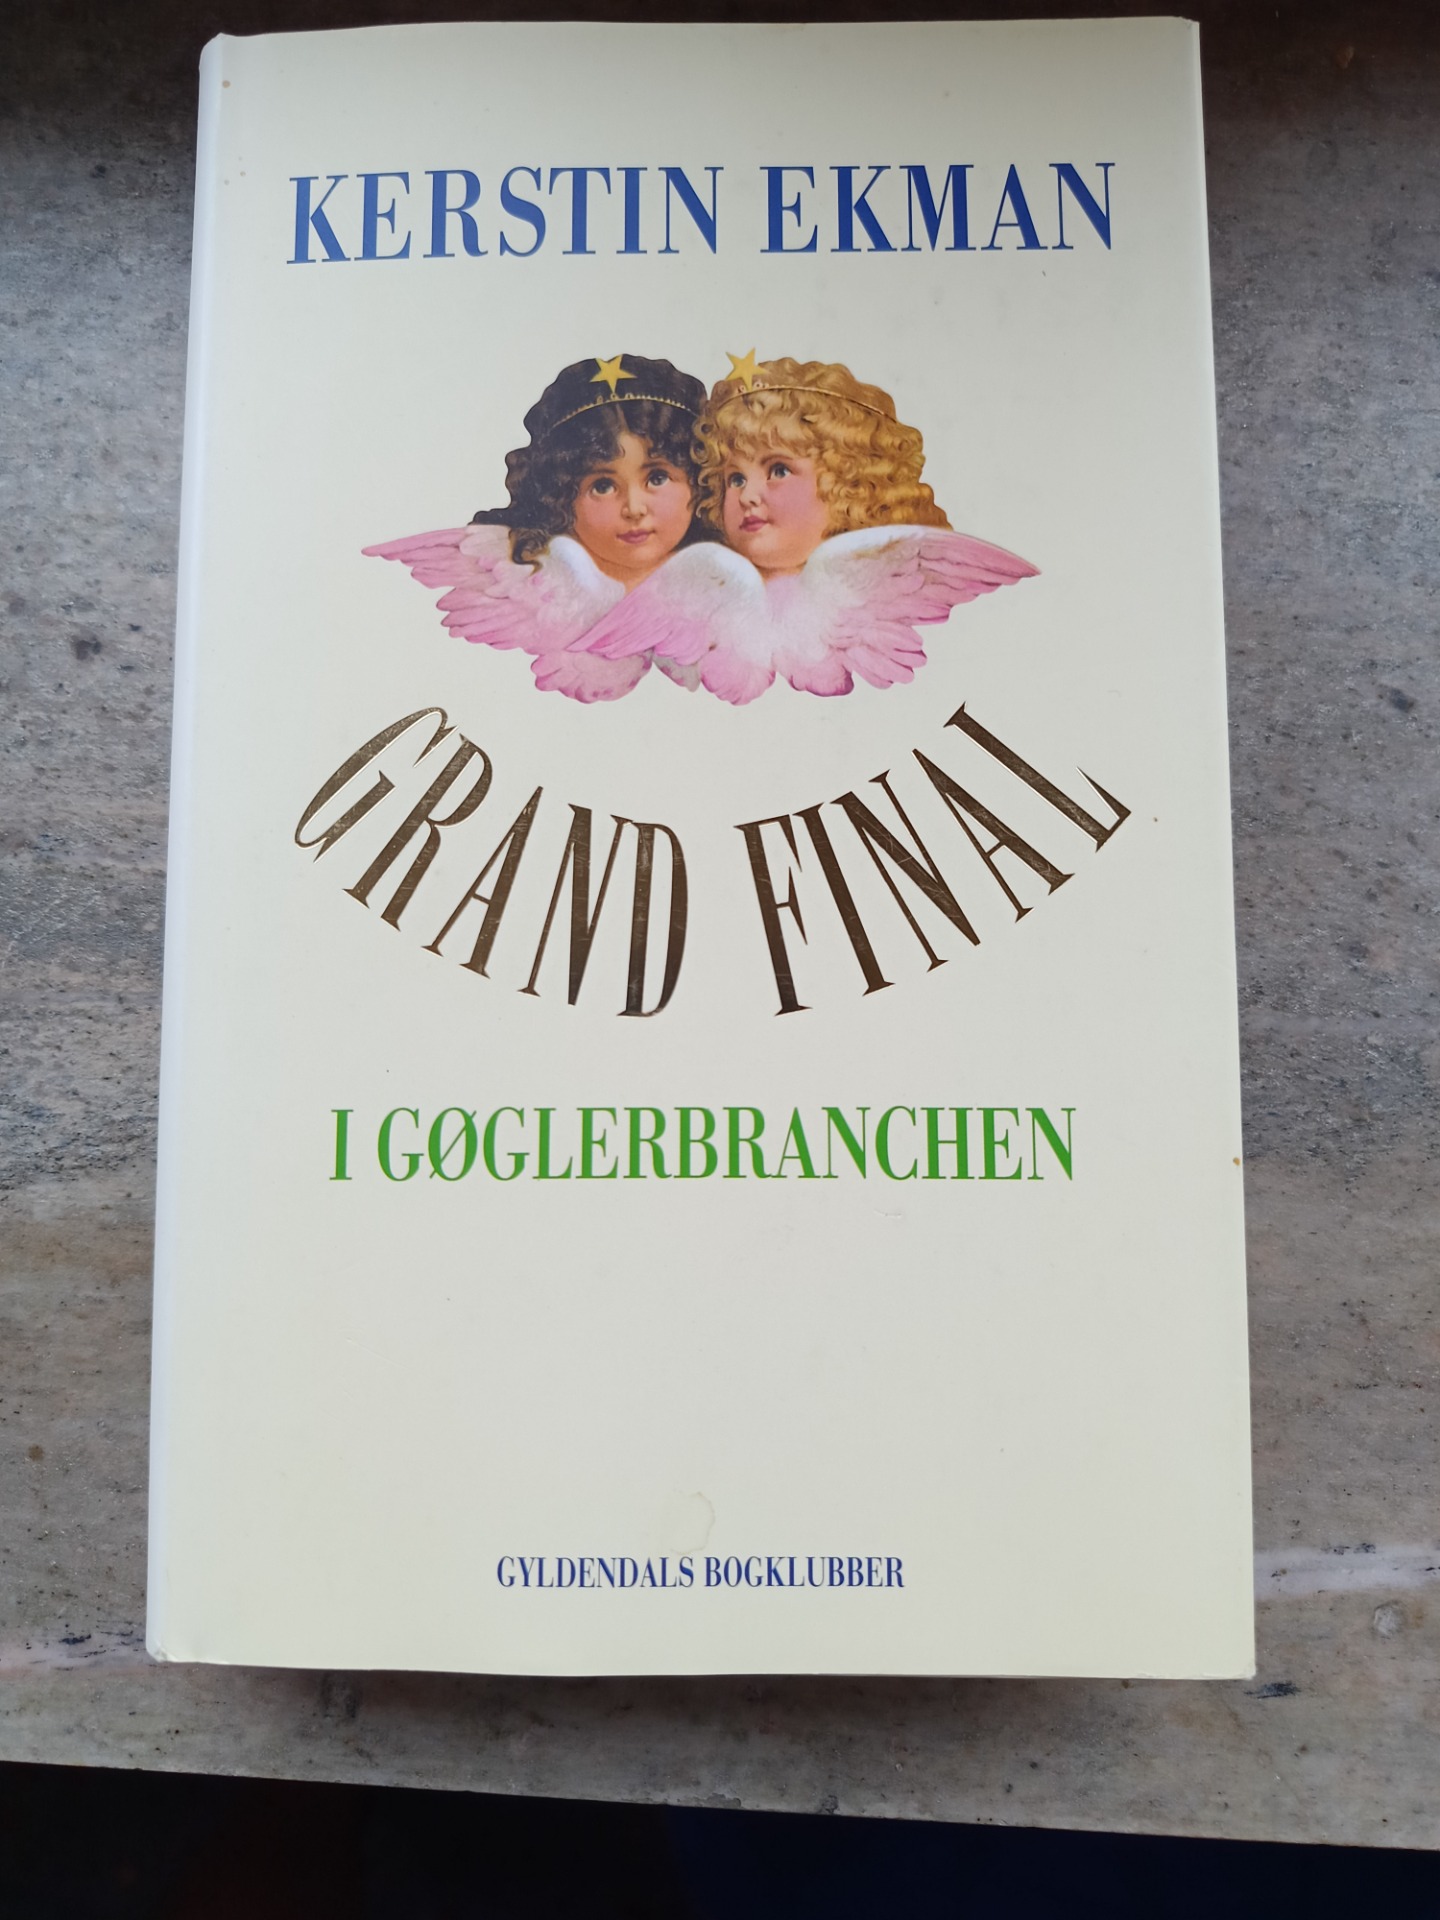 KERSTIN EKMAN
GRAND FINAL
I GØGLERBRANCHEN
GYLDENDALS BOGKLUBBER